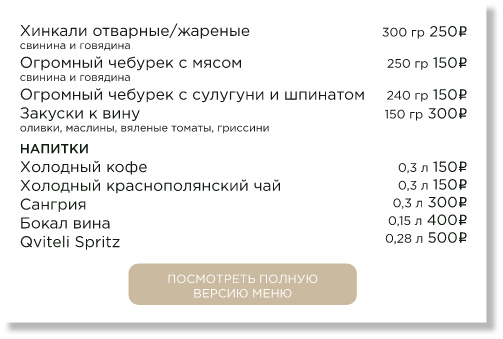 Хинкали отварные/жареные 300 гр 250₽
свинина и говядина
Огромный чебурек с мясом 250 гр 150₽
свинина и говядина
Огромный чебурек с сулугуни и шпинатом 240 гр 150₽
Закуски к вину 150 гр 300₽
оливки, маслины, вяленые томаты, гриссини
НАПИТКИ
Холодный кофе 0,3 л 150₽
Холодный краснополянский чай 0,3 л 150₽
Сангрия 0,3 л 300₽
Бокал вина 0,15 л 400₽
Qviteli Spritz 0,28 л 500₽
ПОСМОТРЕТЬ ПОЛНУЮ
ВЕРСИЮ МЕНЮ